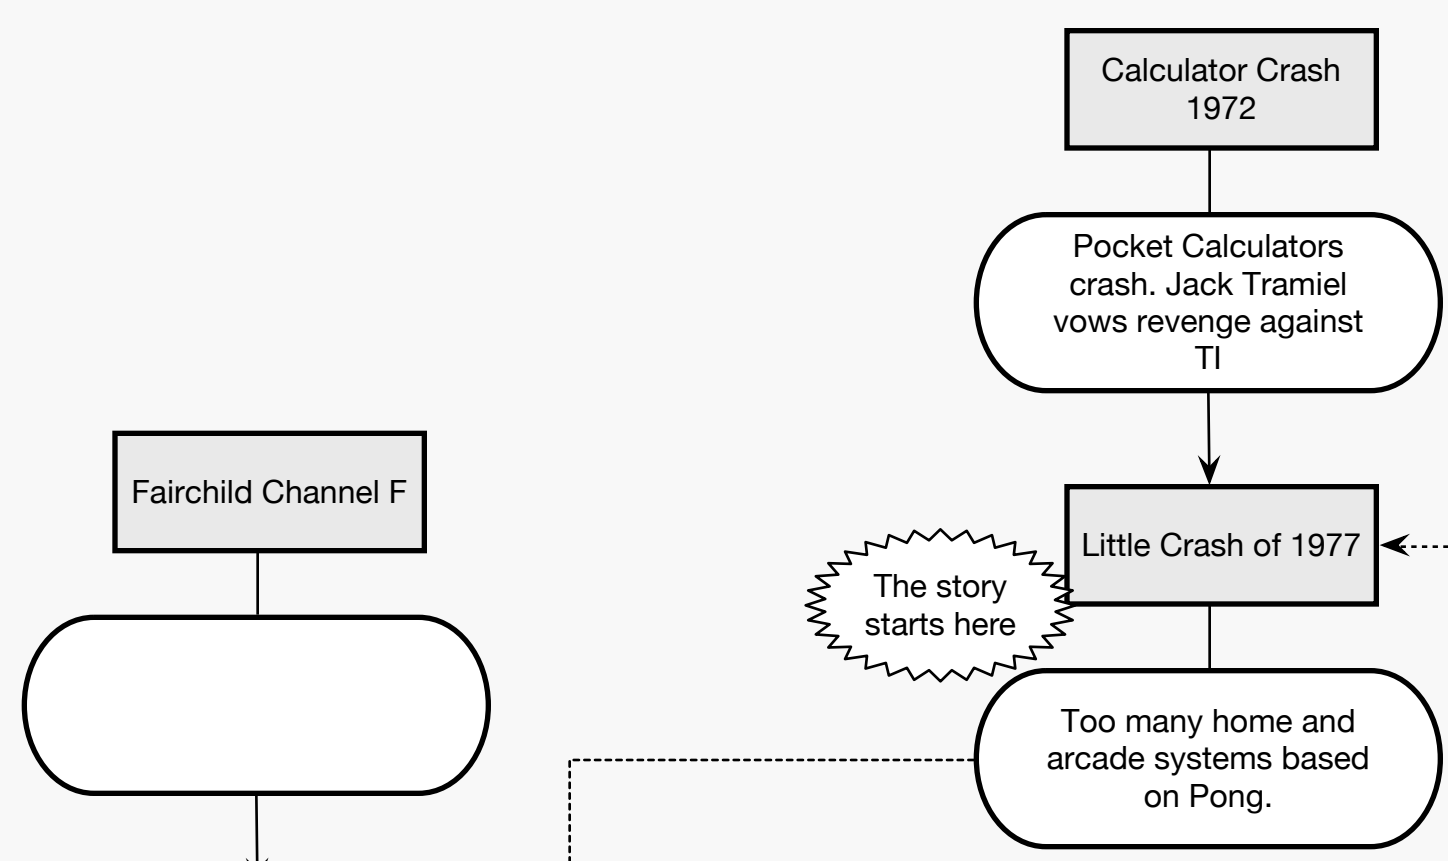 Calculator Crash
1972
Pocket Calculators
crash. Jack Tramiel
vows revenge against
TI
Fairchild Channel F
Little Crash of 1977
The story
starts here
Too many home and
arcade systems based
on Pong.